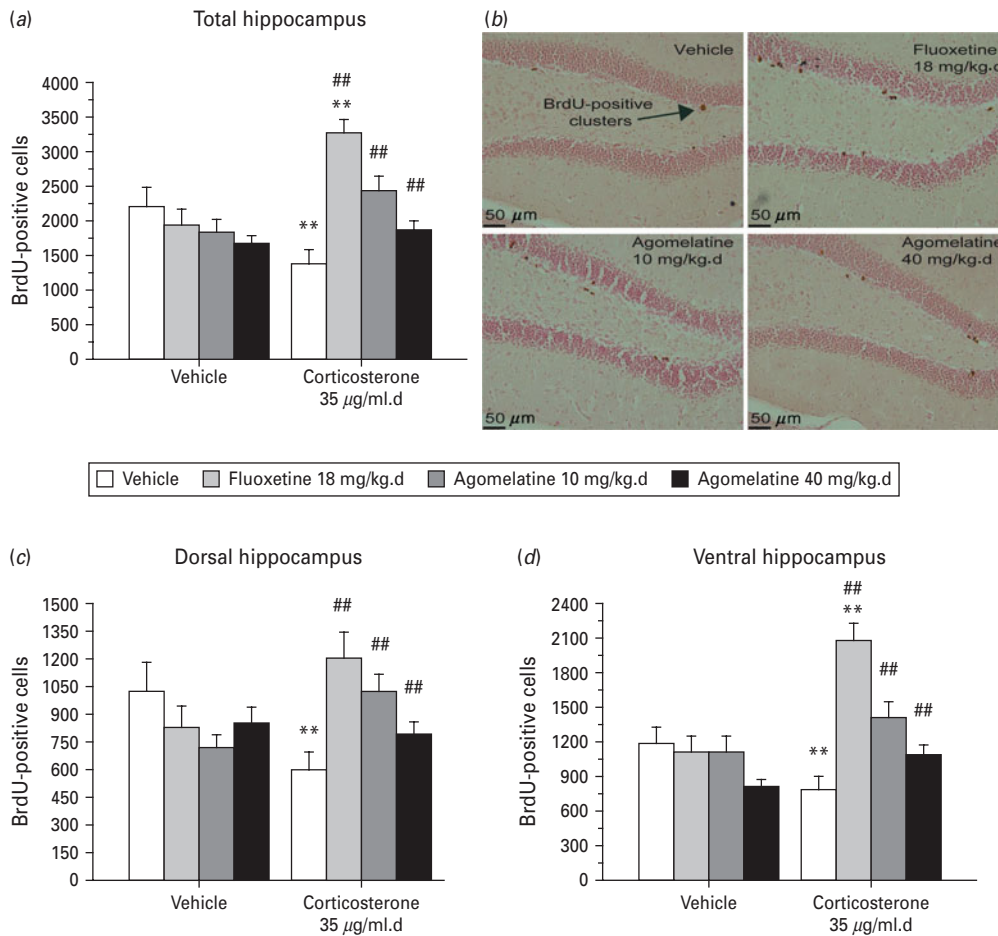 (a) Total hippocampus
BrdU-positive cells
4000
3500
3000
2500
2000
1500
1000
500
0
##
**
##
##
**
Vehicle
Corticosterone
35 µg/ml.d
(b)
Vehicle
BrdU-positive
clusters
50 µm
Fluoxetine
18 mg/kg.d
50 µm
Agomelatine
10 mg/kg.d
50 µm
Agomelatine
40 mg/kg.d
50 µm
Vehicle Fluoxetine 18 mg/kg.d Agomelatine 10 mg/kg.d Agomelatine 40 mg/kg.d
(c) Dorsal hippocampus
BrdU-positive cells
1500
1350
1200
1050
900
750
600
450
300
150
0
##
##
##
**
Vehicle
Corticosterone
35 µg/ml.d
(d) Ventral hippocampus
BrdU-positive cells
2400
2100
1800
1500
1200
900
600
300
0
##
**
##
##
**
Vehicle
Corticosterone
35 µg/ml.d